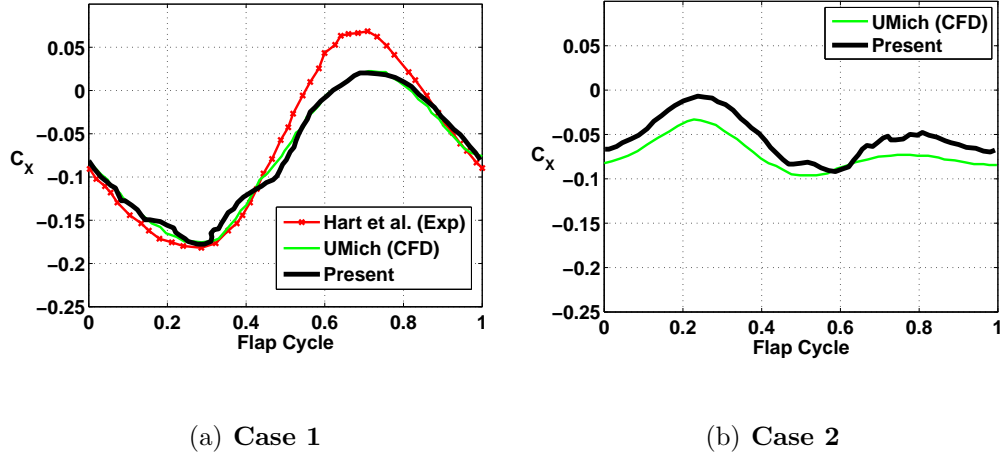 0.05
0
−0.05
−0.1
−0.15
−0.2
−0.25
C_X
0 0.2 0.4 0.6 0.8 1
Flap Cycle
Hart et al. (Exp)
UMich (CFD)
Present
(a) Case 1
0.05
0
−0.05
−0.1
−0.15
−0.2
−0.25
C_X
0 0.2 0.4 0.6 0.8 1
Flap Cycle
UMich (CFD)
Present
(b) Case 2